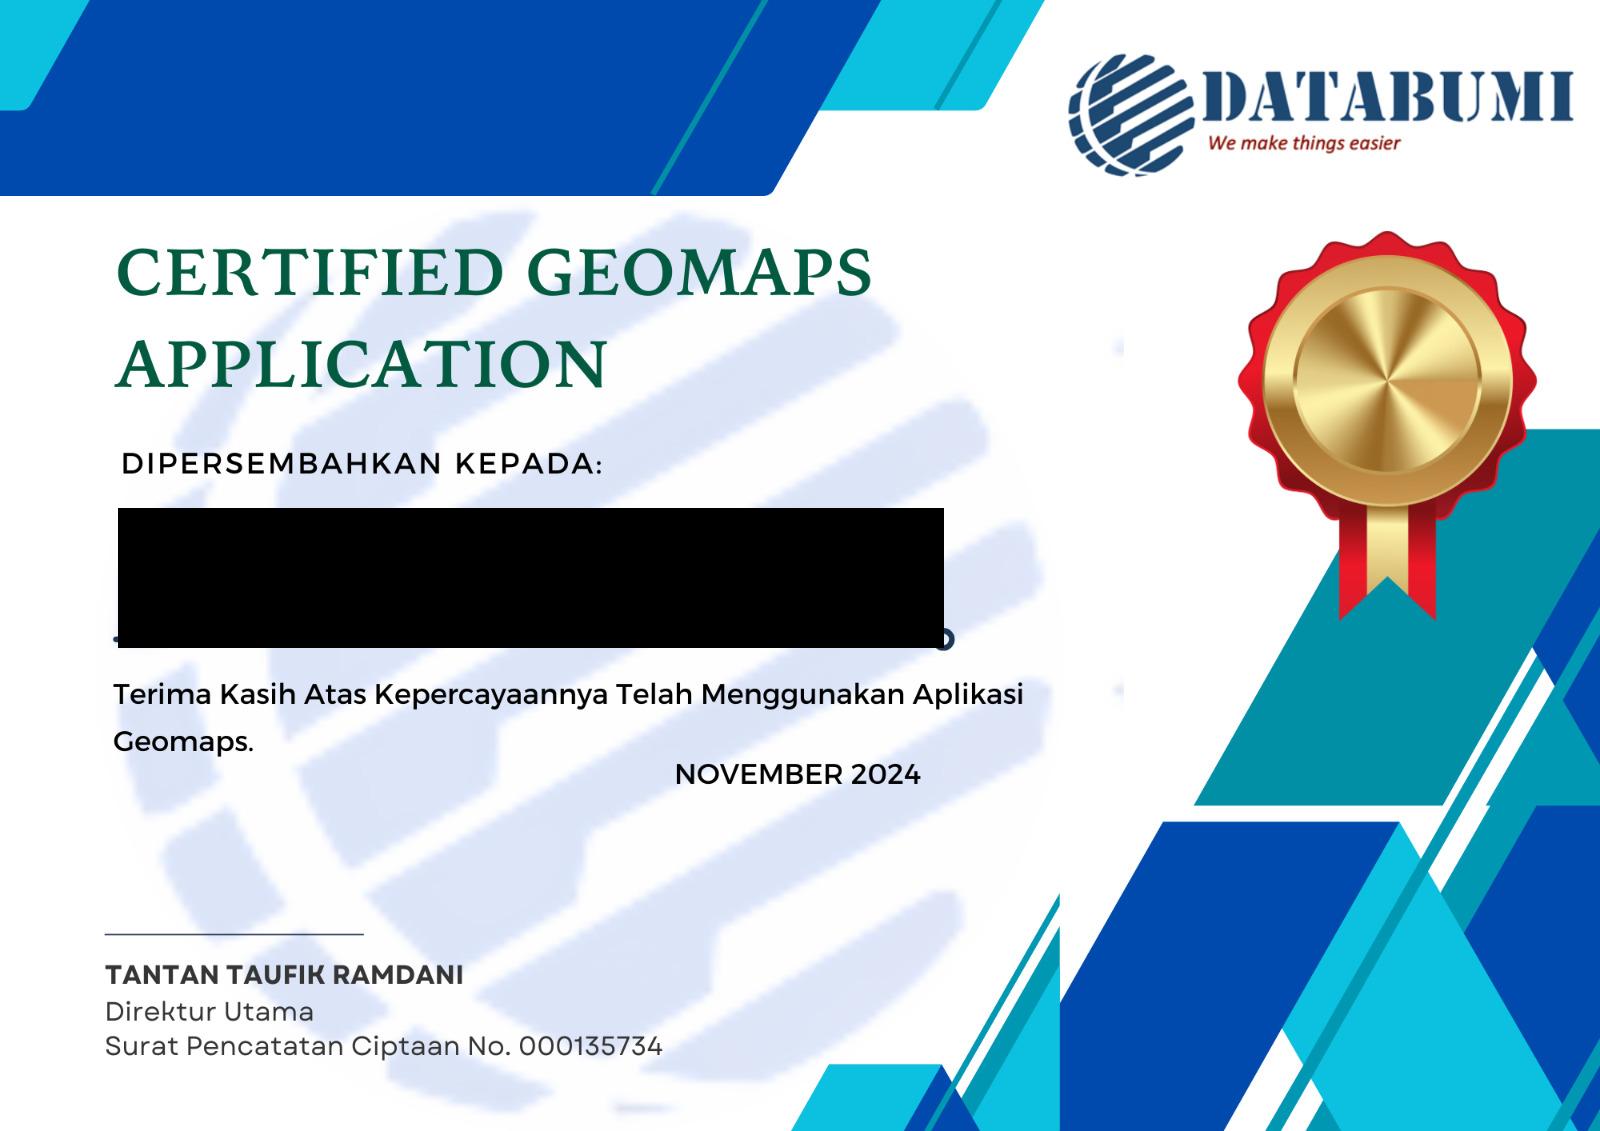 DATABUMI
We make things easier
CERTIFIED GEOMAPS
APPLICATION
DIPERSEMBAHKAN KEPADA:
Terima Kasih Atas Kepercayaannya Telah Menggunakan Aplikasi
Geomaps.
NOVEMBER 2024
TANTAN TAUFIK RAMDANI
Direktur Utama
Surat Pencatatan Ciptaan No. 000135734